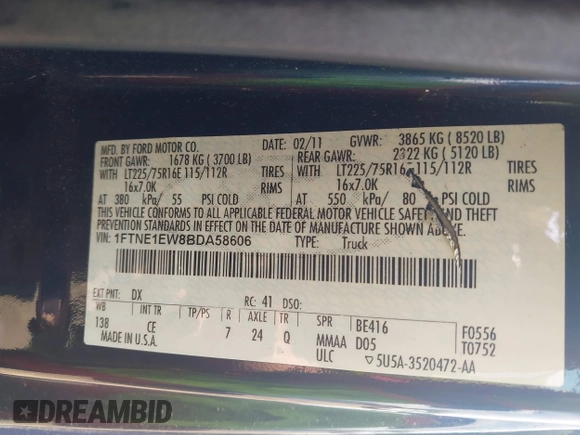 MFD. BY FORD MOTOR CO. 02/11 GVWR: 3865 KG ( 8520 LB)
FRONT GAWR: 1678 KG ( 3700 LB) REAR GAWR: 2322 KG ( 5120 LB)
WITH LT225/75R16E 115/112R TIRES WITH LT225/75R16E 115/112R
16x7.0K RIMS 16x7.0K RIMS
AT 380 kPa/ 55 PSI COLD AT 550 kPa/ 80 PSI COLD
THIS VEHICLE CONFORMS TO ALL APPLICABLE FEDERAL MOTOR VEHICLE SAFETY AND THEFT
PREVENTION STANDARDS IN EFFECT ON THE DATE OF MANUFACTURE SHOWN ABOVE.
VIN: 1FTNE1EW8BDA58606 TYPE: Truck
EXT PNT: DX RC: 41 DSO:
WB INT TR TP/PS R AXLE TR SPR BE416 F0556
138 CE 7 24 Q MMAA D05 T0752
MADE IN U.S.A. ULC 5U5A-3520472-AA
DREAMBID